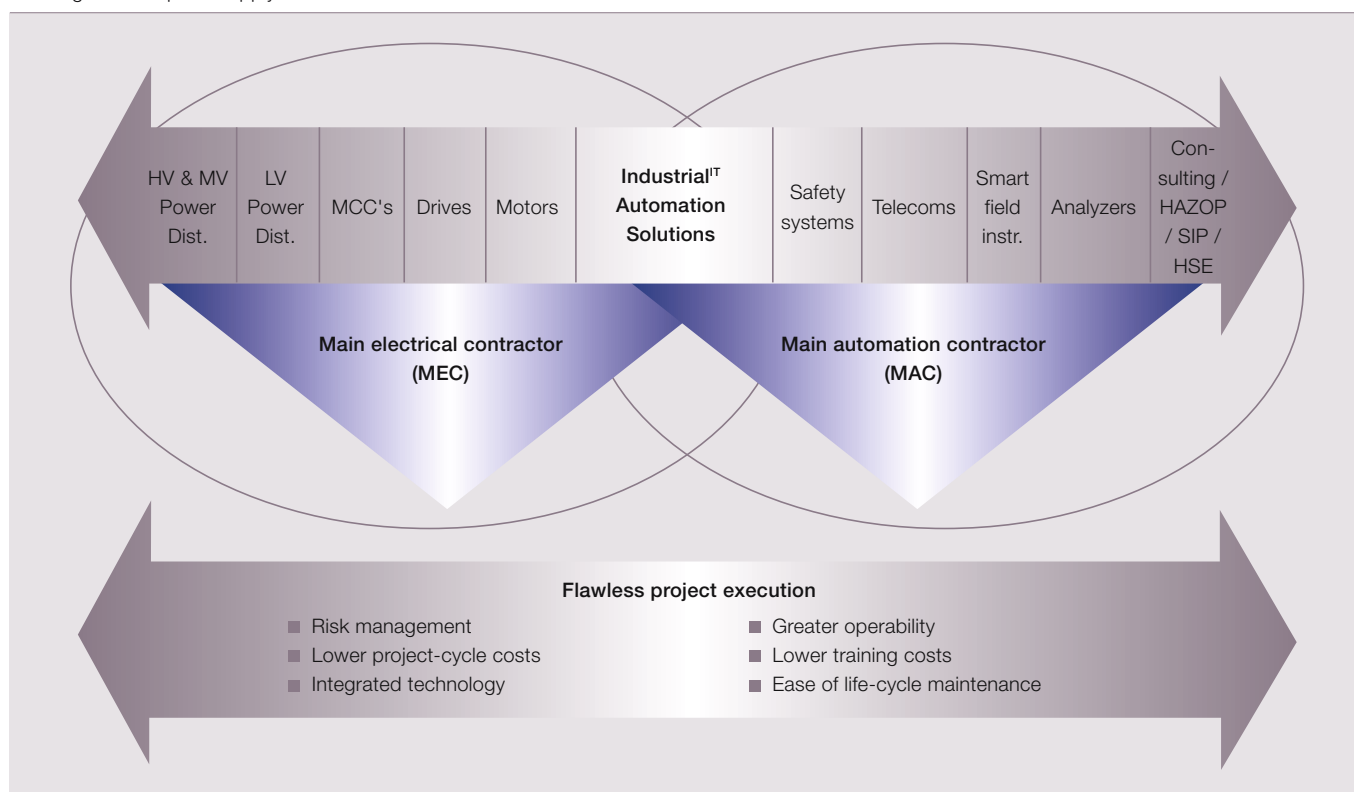 HV & MV
Power
Dist.
LV
Power
Dist.
MCC's
Drives
Motors
Industrial^IT
Automation
Solutions
Safety
systems
Telecoms
Smart
field
instr.
Analyzers
Con-
sulting /
HAZOP
/ SIP /
HSE
Main electrical contractor
(MEC)
Main automation contractor
(MAC)
Flawless project execution
Risk management
Lower project-cycle costs
Integrated technology
Greater operability
Lower training costs
Ease of life-cycle maintenance